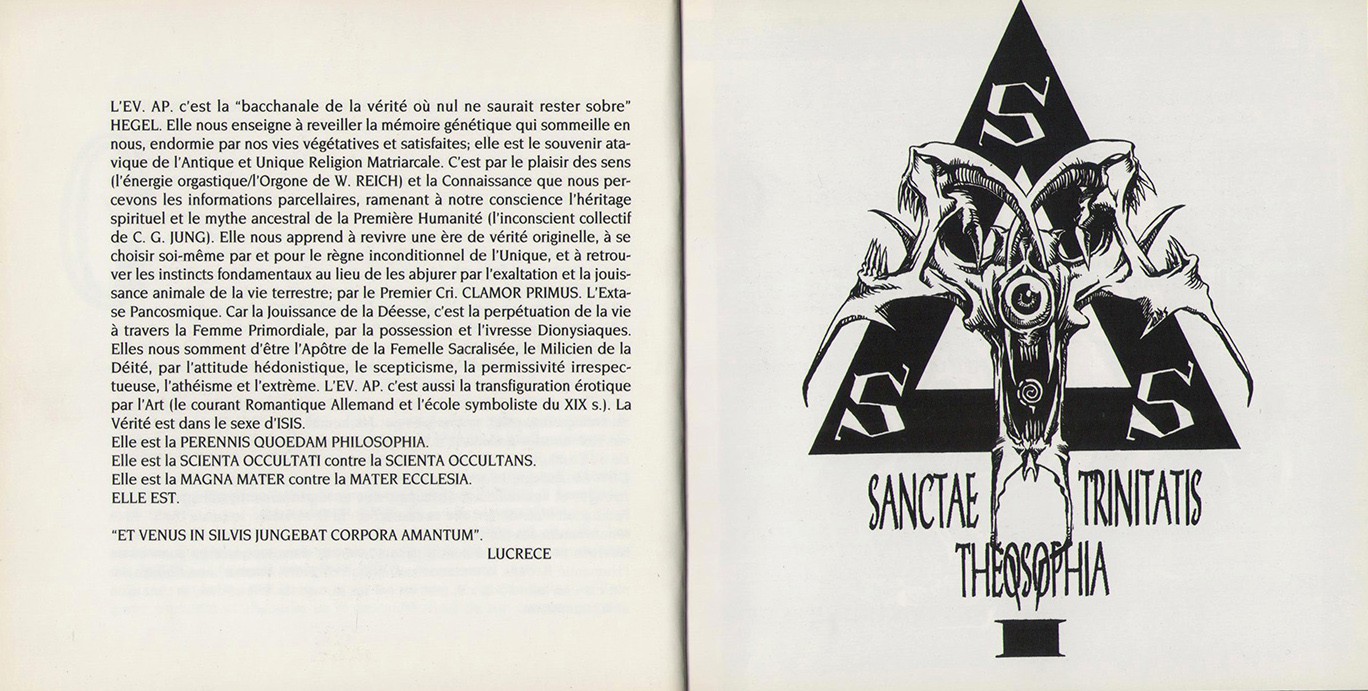 L'EV. AP. c'est la “bacchanale de la vérité où nul ne saurait rester sobre”
HEGEL. Elle nous enseigne à reveiller la mémoire génétique qui sommeille en
nous, endormie par nos vies végétatives et satisfaites; elle est le souvenir ata-
vique de l'Antique et Unique Religion Matriarcale. C'est par le plaisir des sens
(l'énergie orgastique/l'Orgone de W. REICH) et la Connaissance que nous per-
cevons les informations parcellaires, ramenant à notre conscience l'héritage
spirituel et le mythe ancestral de la Première Humanité (l'inconscient collectif
de C. G. JUNG). Elle nous apprend à revivre une ère de vérité originelle, à se
choisir soi-même par et pour le règne inconditionnel de l'Unique, et à retrou-
ver les instincts fondamentaux au lieu de les abjurer par l'exaltation et la jouis-
sance animale de la vie terrestre; par le Premier Cri. CLAMOR PRIMUS. L'Exta-
se Pancosmique. Car la Jouissance de la Déesse, c'est la perpétuation de la vie
à travers la Femme Primordiale, par la possession et l'ivresse Dionysiaques.
Elles nous somment d'être l'Apôtre de la Femelle Sacralisée, le Milicien de la
Déité, par l'attitude hédonistique, le scepticisme, la permissivité irrespec-
tueuse, l'athéisme et l'extrème. L'EV. AP. c'est aussi la transfiguration érotique
par l'Art (le courant Romantique Allemand et l'école symboliste du XIX s.). La
Vérité est dans le sexe d'ISIS.
Elle est la PERENNIS QUOEDAM PHILOSOPHIA.
Elle est la SCIENTA OCCULTATI contre la SCIENTA OCCULTANS.
Elle est la MAGNA MATER contre la MATER ECCLESIA.
ELLE EST.
“ET VENUS IN SILVIS JUNGEBAT CORPORA AMANTUM”.
LUCRECE
S
S S
SANCTAE TRINITATIS
THEOSOPHIA
I